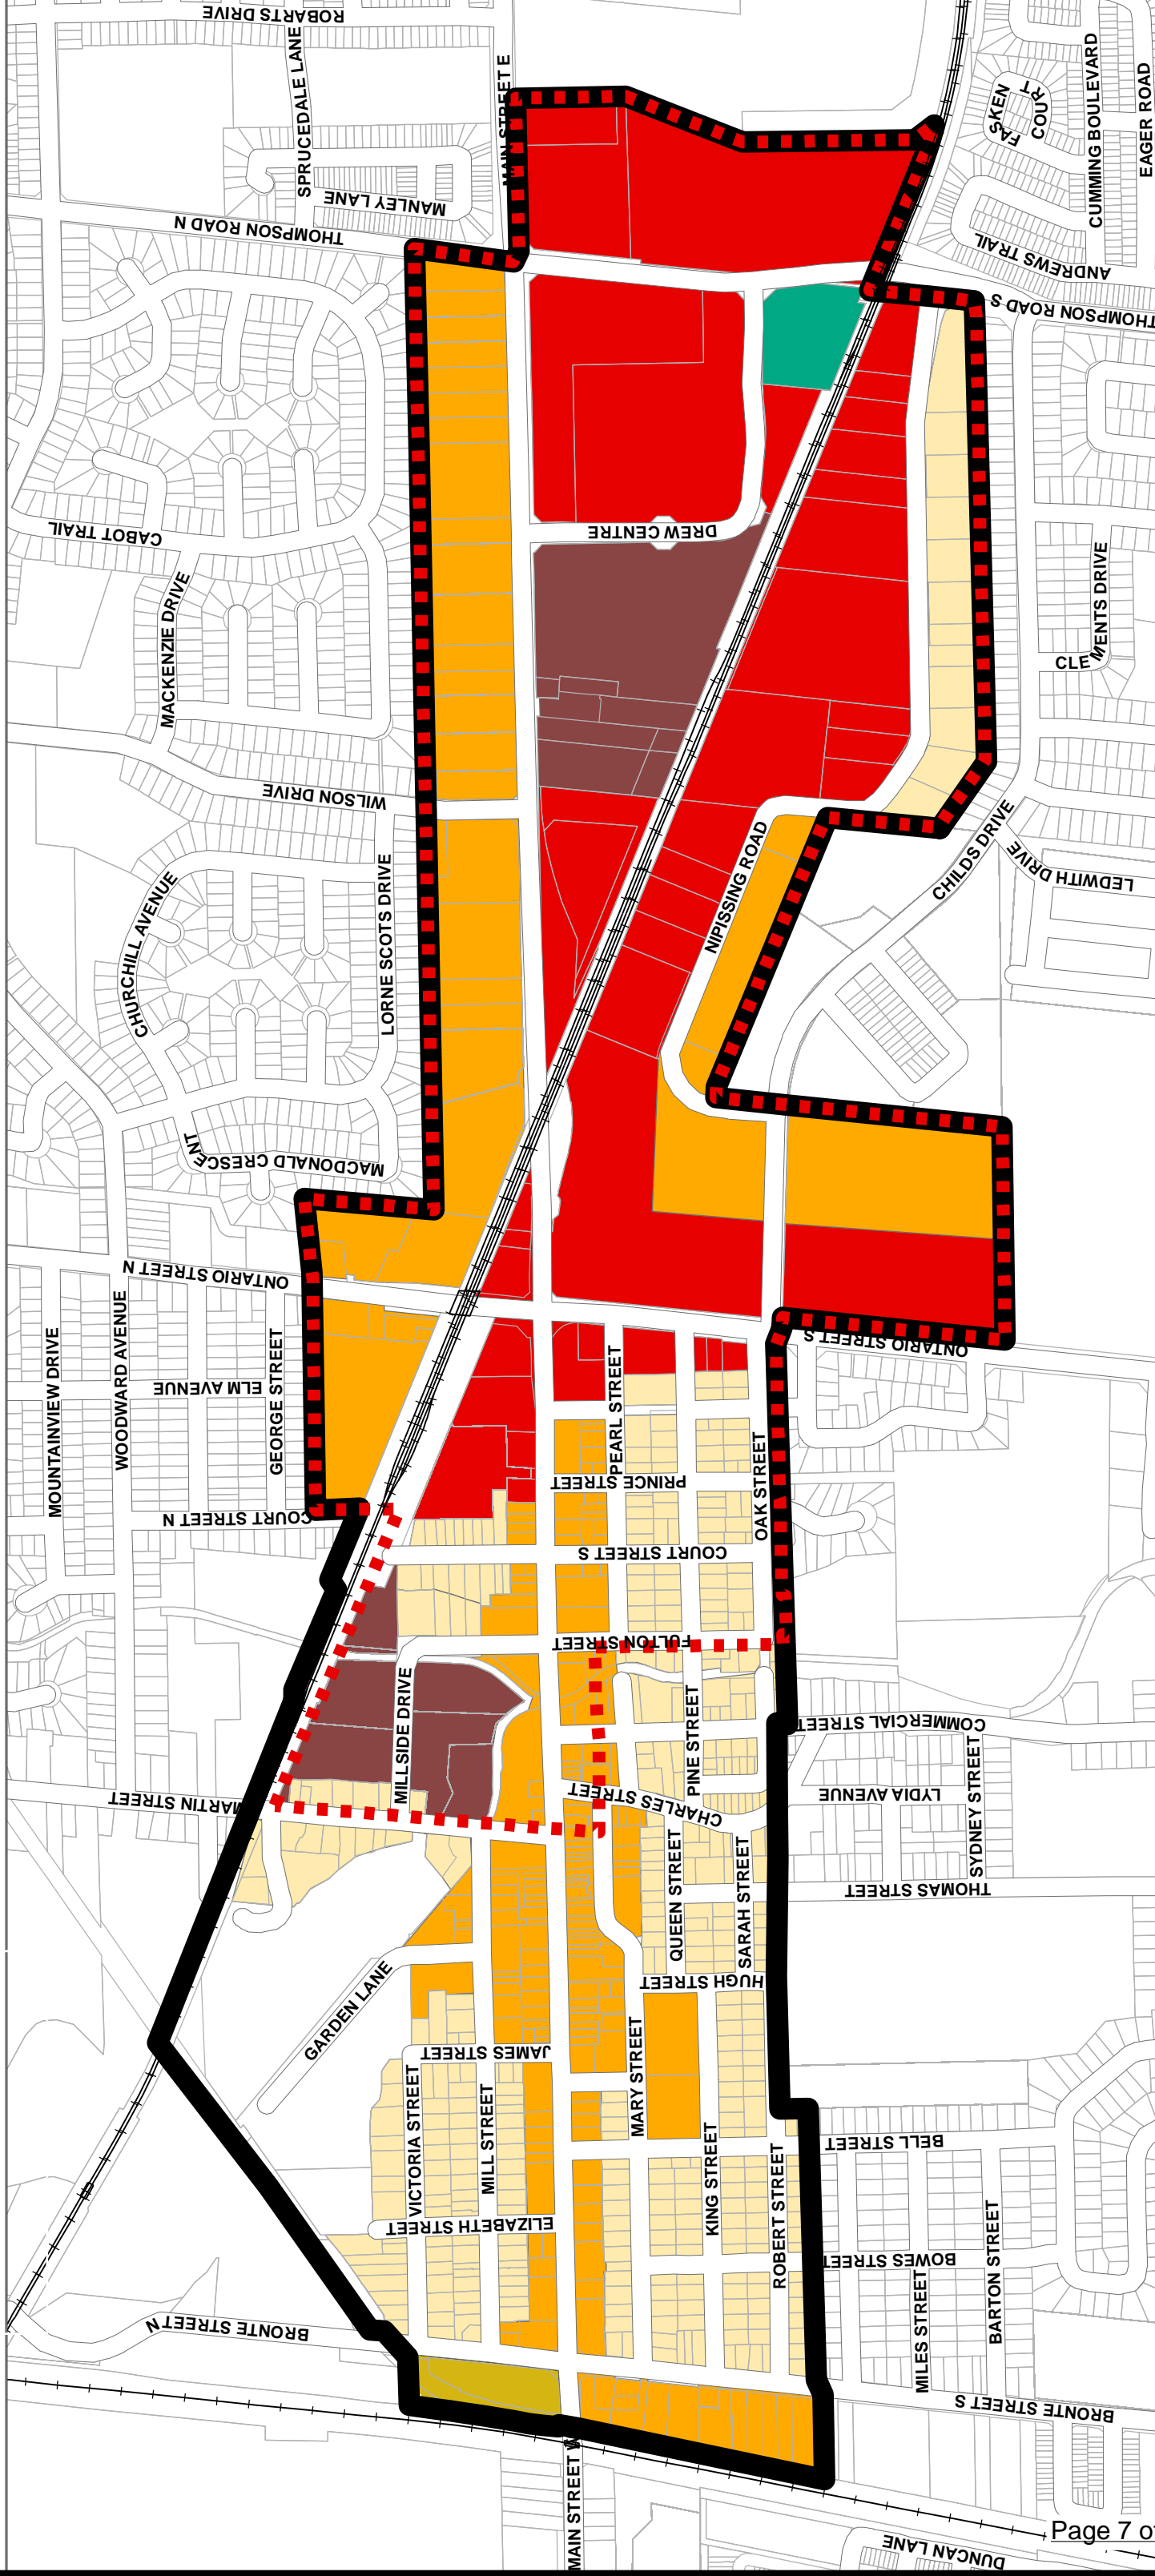 ROBARTS DRIVE
SPRUCEDALE LANE
MAIN STREET E
FASKEN
COURT
CUMMING BOULEVARD
EAGER ROAD
MANLEY LANE
THOMPSON ROAD N
ANDREWS TRAIL
THOMPSON ROAD S
CABOT TRAIL
DREW CENTRE
MACKENZIE DRIVE
CLEMENTS DRIVE
WILSON DRIVE
CHILDS DRIVE
LEDWITH DRIVE
NIPISSING ROAD
CHURCHILL AVENUE
LORNE SCOTS DRIVE
MACDONALD CRESCENT
ONTARIO STREET N
ONTARIO STREET S
MOUNTAINVIEW DRIVE
WOODWARD AVENUE
ELM AVENUE
GEORGE STREET
PEARL STREET
PRINCE STREET
OAK STREET
COURT STREET N
COURT STREET S
FULTON STREET
MILLSIDE DRIVE
PINE STREET
COMMERCIAL STREET
MARTIN STREET
CHARLES STREET
LYDIA AVENUE
SYDNEY STREET
QUEEN STREET
SARAH STREET
THOMAS STREET
HUGH STREET
GARDEN LANE
JAMES STREET
MARY STREET
VICTORIA STREET
MILL STREET
KING STREET
ROBERT STREET
BELL STREET
ELIZABETH STREET
BOWES STREET
BARTON STREET
MILES STREET
BRONTE STREET N
BRONTE STREET S
MAIN STREET W
DUNCAN LANE
Page 7 of